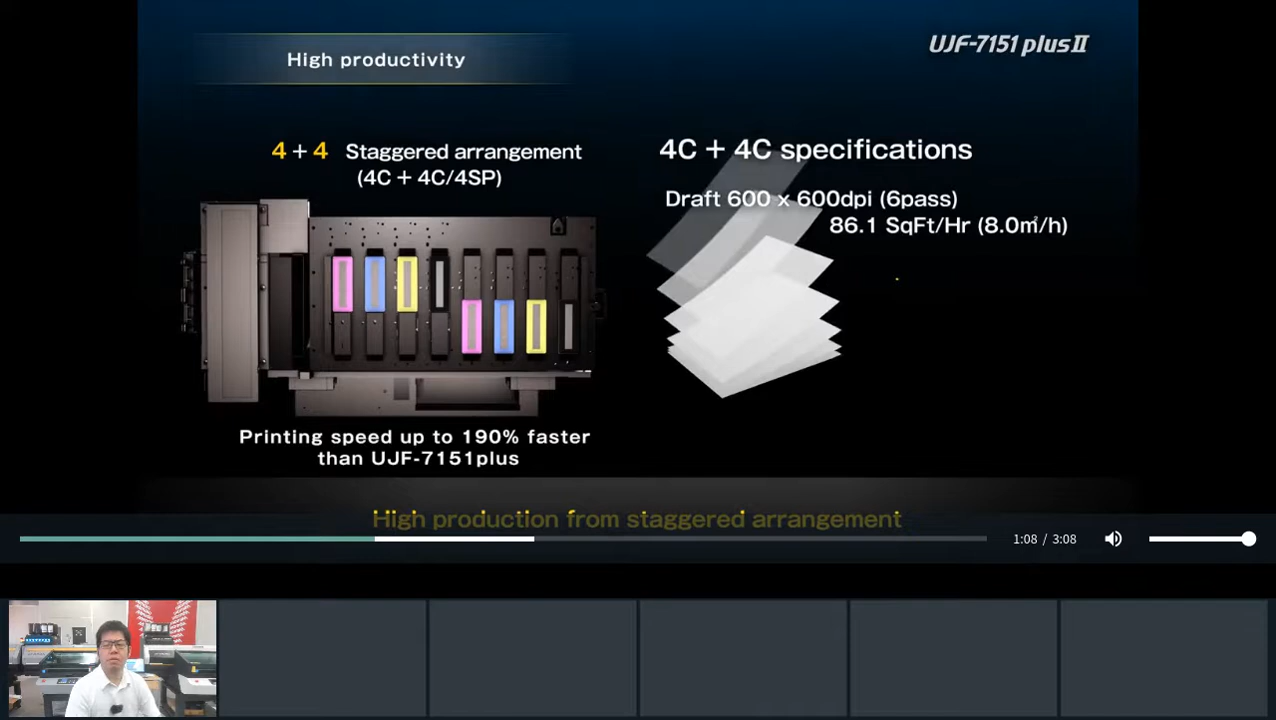 High productivity
UJF-7151 plusII
4 + 4 Staggered arrangement
(4C + 4C/4SP)
4C + 4C specifications
Draft 600 x 600dpi (6pass)
86.1 SqFt/Hr (8.0㎡/h)
Printing speed up to 190% faster
than UJF-7151plus
High production from staggered arrangement
1:08 / 3:08